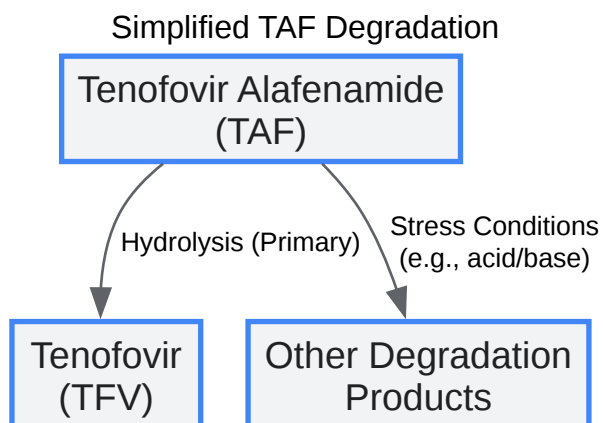 Simplified TAF Degradation
Tenofovir Alafenamide
(TAF)
Hydrolysis (Primary)
Stress Conditions
(e.g., acid/base)
Tenofovir
(TFV)
Other Degradation
Products